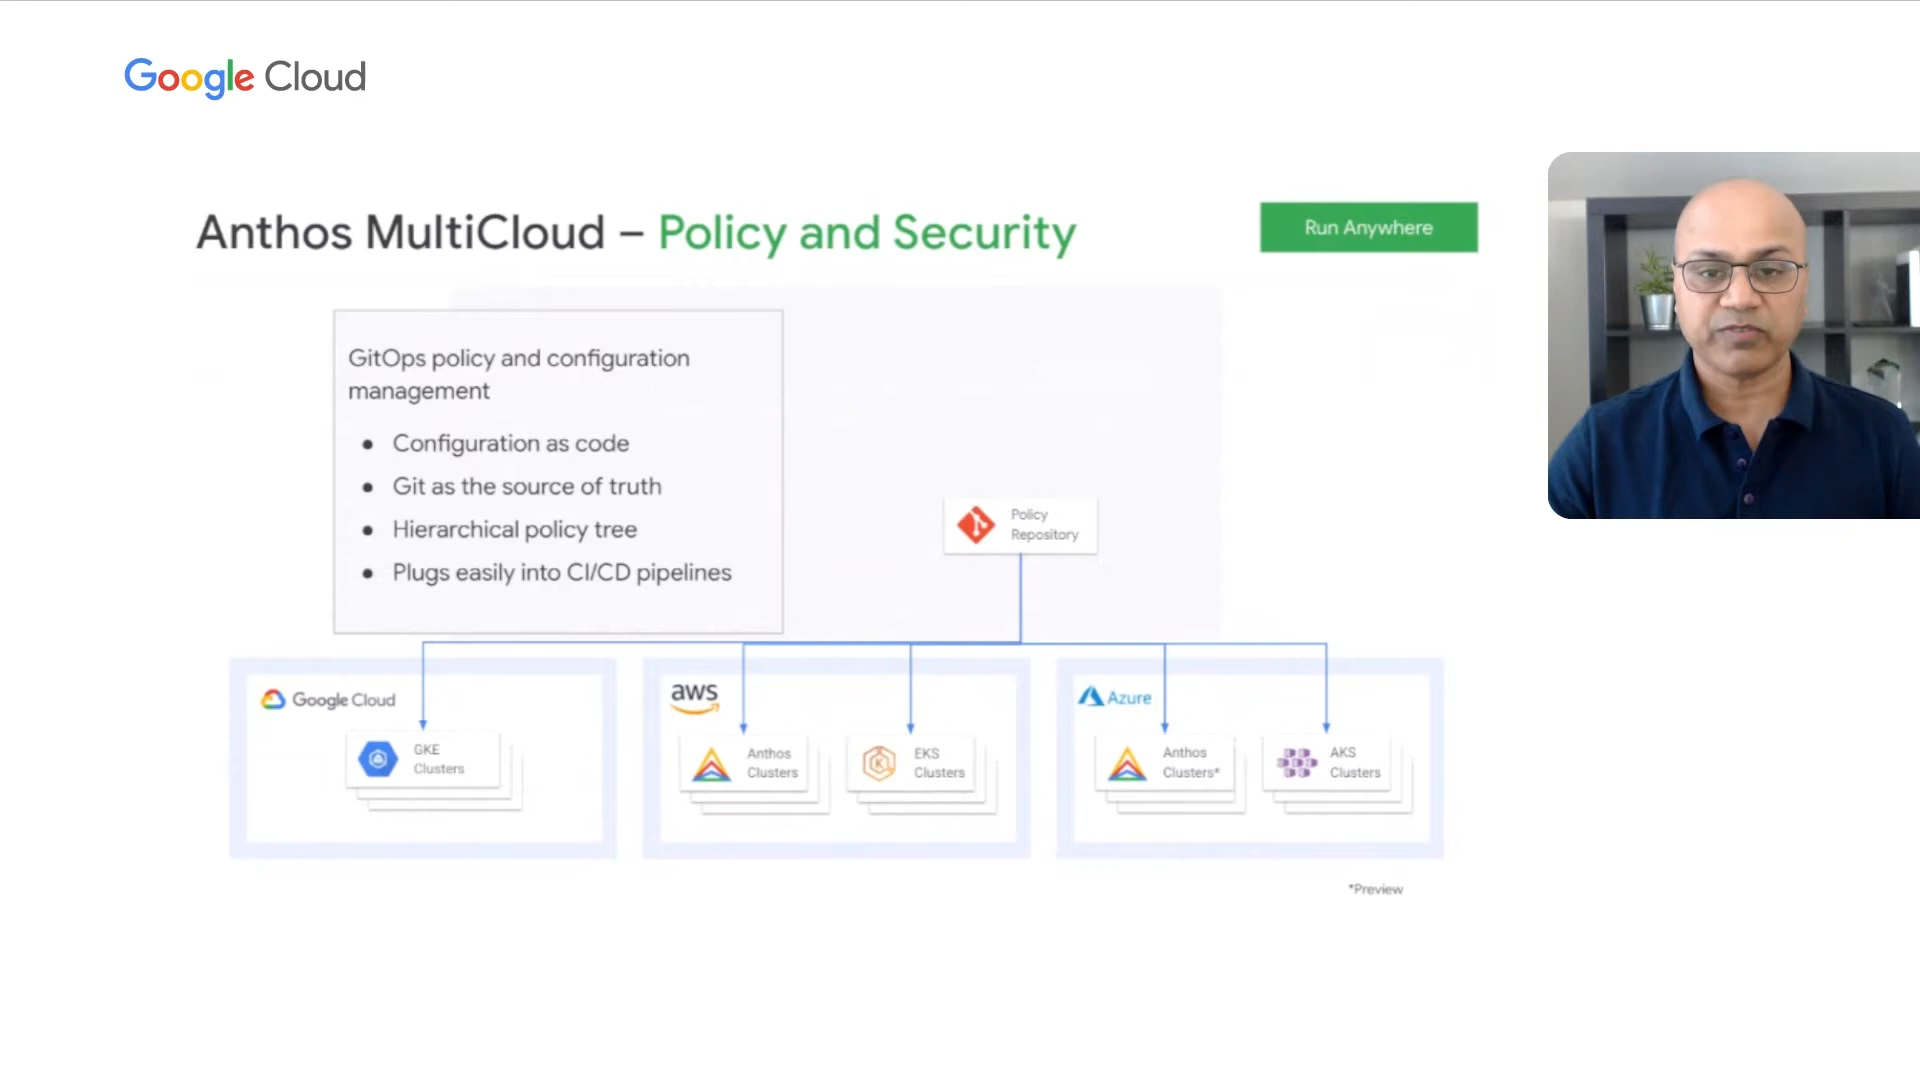 Google Cloud
Anthos MultiCloud – Policy and Security
Run Anywhere
GitOps policy and configuration
management
● Configuration as code
● Git as the source of truth
● Hierarchical policy tree
● Plugs easily into CI/CD pipelines
Policy
Repository
Google Cloud
GKE
Clusters
aws
Anthos
Clusters
EKS
Clusters
Azure
Anthos
Clusters*
AKS
Clusters
*Preview